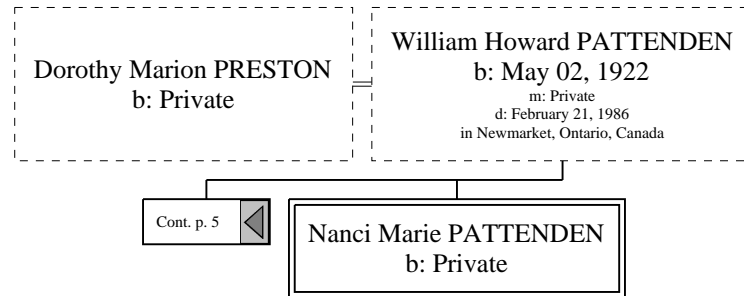 Dorothy Marion PRESTON
b: Private
William Howard PATTENDEN
b: May 02, 1922
m: Private
d: February 21, 1986
in Newmarket, Ontario, Canada
Cont. p. 5
Nanci Marie PATTENDEN
b: Private